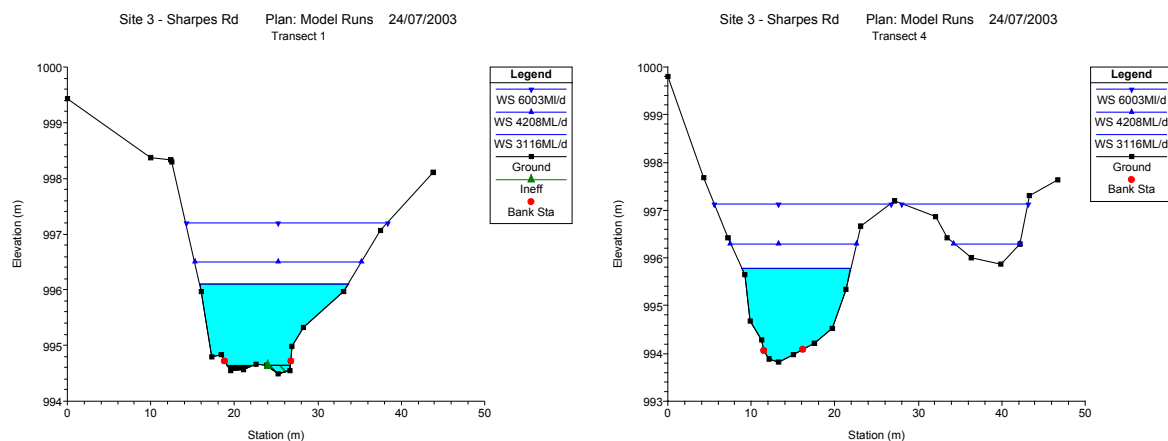 Site 3 - Sharpes Rd Plan: Model Runs 24/07/2003
Transect 1
1000
999
998
997
996
995
994
Elevation (m)
0 10 20 30 40 50
Station (m)
Legend
WS 6003Ml/d
WS 4208ML/d
WS 3116ML/d
Ground
Ineff
Bank Sta
Site 3 - Sharpes Rd Plan: Model Runs 24/07/2003
Transect 4
1000
999
998
997
996
995
994
993
Elevation (m)
0 10 20 30 40 50
Station (m)
Legend
WS 6003Ml/d
WS 4208ML/d
WS 3116ML/d
Ground
Bank Sta